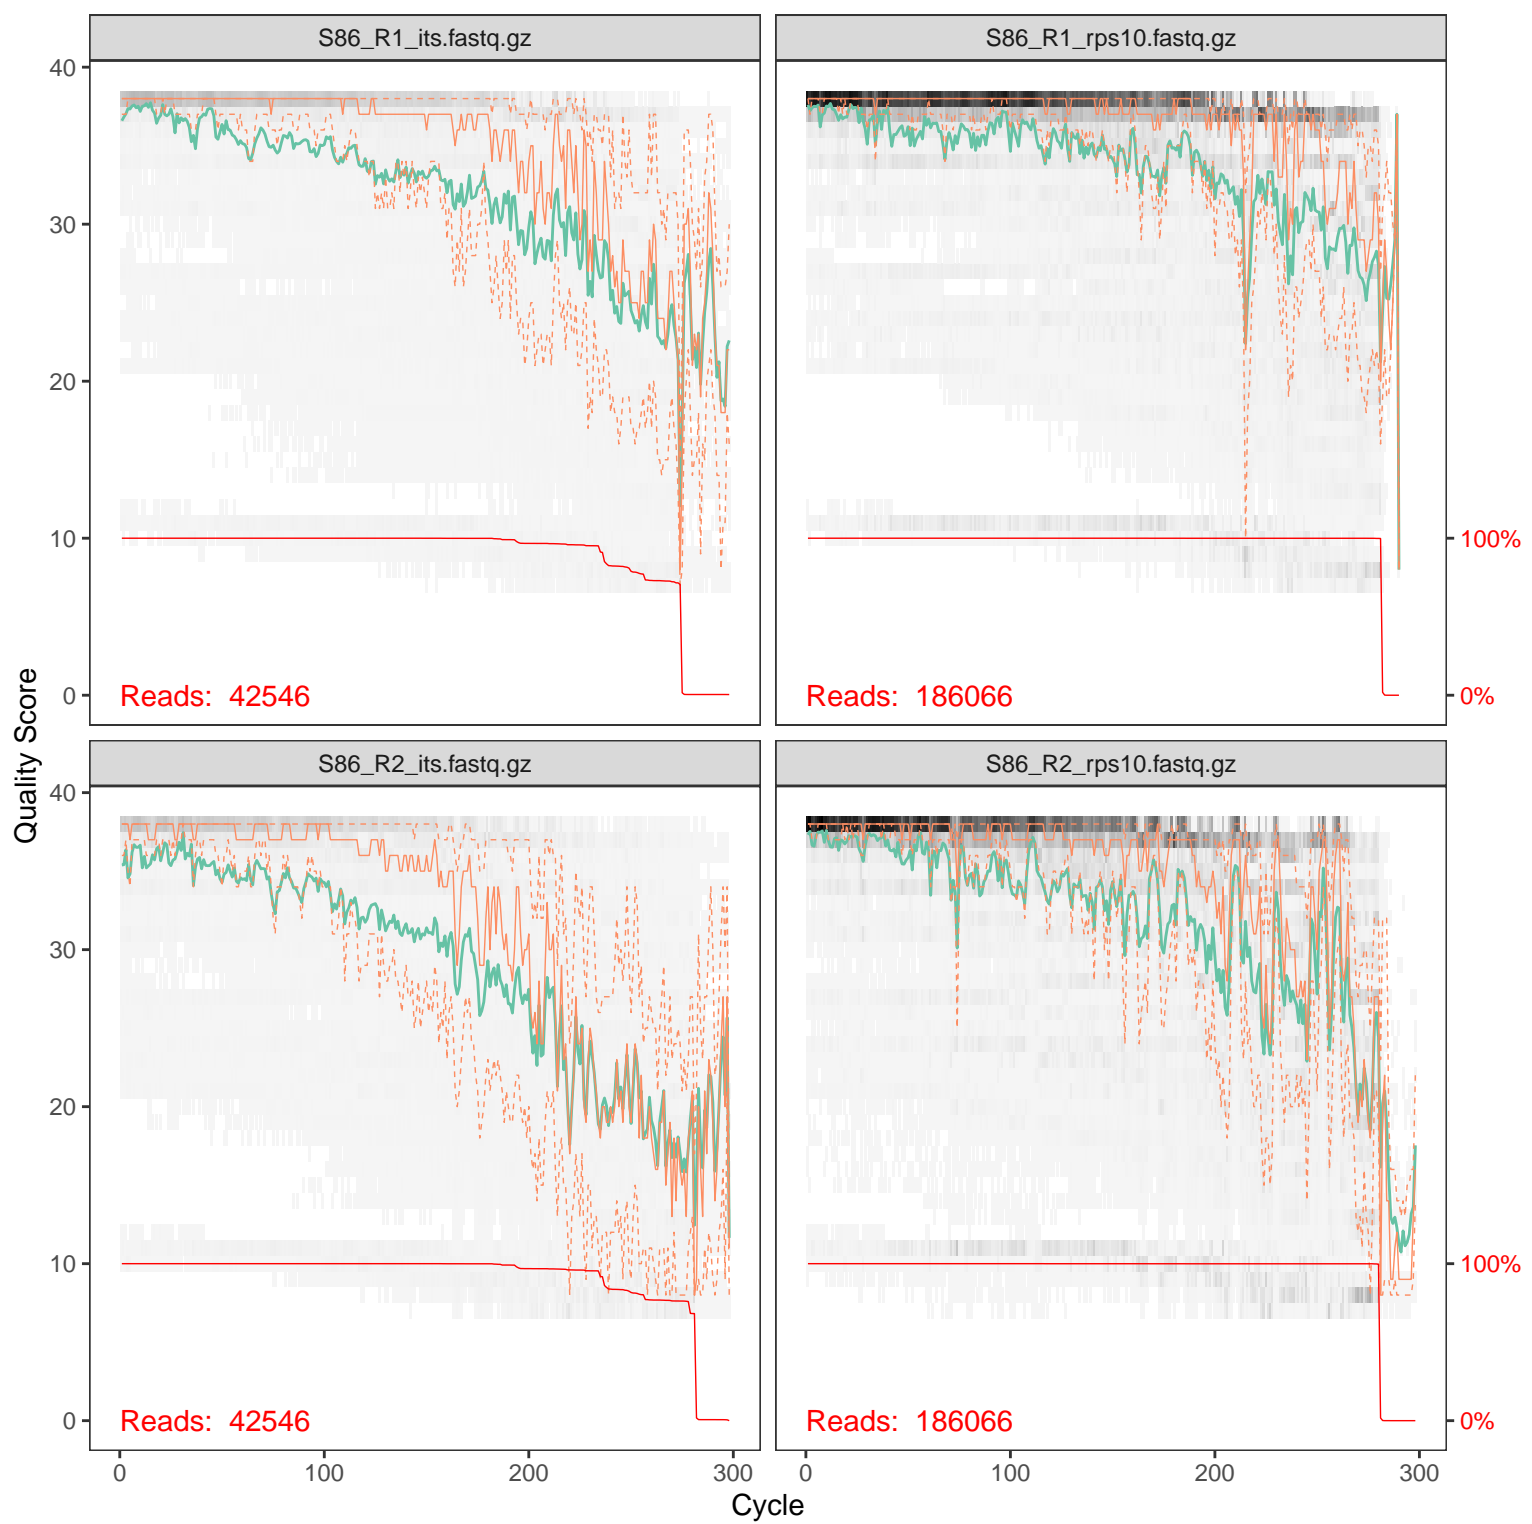 S86_R1_its.fastq.gz
S86_R1_rps10.fastq.gz
40
30
20
10
0
100%
0%
Reads: 42546
Reads: 186066
Quality Score
S86_R2_its.fastq.gz
S86_R2_rps10.fastq.gz
40
30
20
10
0
100%
0%
Reads: 42546
Reads: 186066
0 100 200 300
0 100 200 300
Cycle